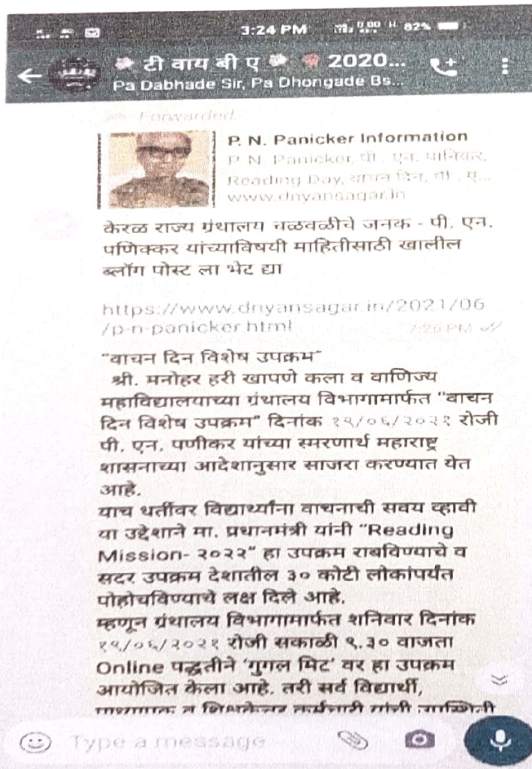 3:24 PM
82%
टी वाय बी ए 2020...
Pa Dabhade Sir, Pa Dhongade Bs...
Forwarded
P. N. Panicker Information
P. N. Panicker, पी . एन. पनिकर,
Reading Day, वाचन दिन, पी . ए...
www.dnyansagar.in
केरळ राज्य ग्रंथालय चळवळीचे जनक - पी. एन.
पणिक्कर यांच्याविषयी माहितीसाठी खालील
ब्लॉग पोस्ट ला भेट द्या
https://www.dnyansagar.in/2021/06
/p-n-panicker.html
7:26 PM
“वाचन दिन विशेष उपक्रम”
श्री. मनोहर हरी खापणे कला व वाणिज्य
महाविद्यालयाच्या ग्रंथालय विभागामार्फत “वाचन
दिन विशेष उपक्रम” दिनांक १९/०६/२०२१ रोजी
पी. एन. पणीकर यांच्या स्मरणार्थ महाराष्ट्र
शासनाच्या आदेशानुसार साजरा करण्यात येत
आहे.
याच धर्तीवर विद्यार्थ्यांना वाचनाची सवय व्हावी
या उद्देशाने मा. प्रधानमंत्री यांनी “Reading
Mission- २०२२” हा उपक्रम राबविण्याचे व
सदर उपक्रम देशातील ३० कोटी लोकांपर्यंत
पोहोचविण्याचे लक्ष दिले आहे.
म्हणून ग्रंथालय विभागामार्फत शनिवार दिनांक
१९/०६/२०२१ रोजी सकाळी ९.३० वाजता
Online पद्धतीने ‘गुगल मिट’ वर हा उपक्रम
आयोजित केला आहे. तरी सर्व विद्यार्थी,
Type a message